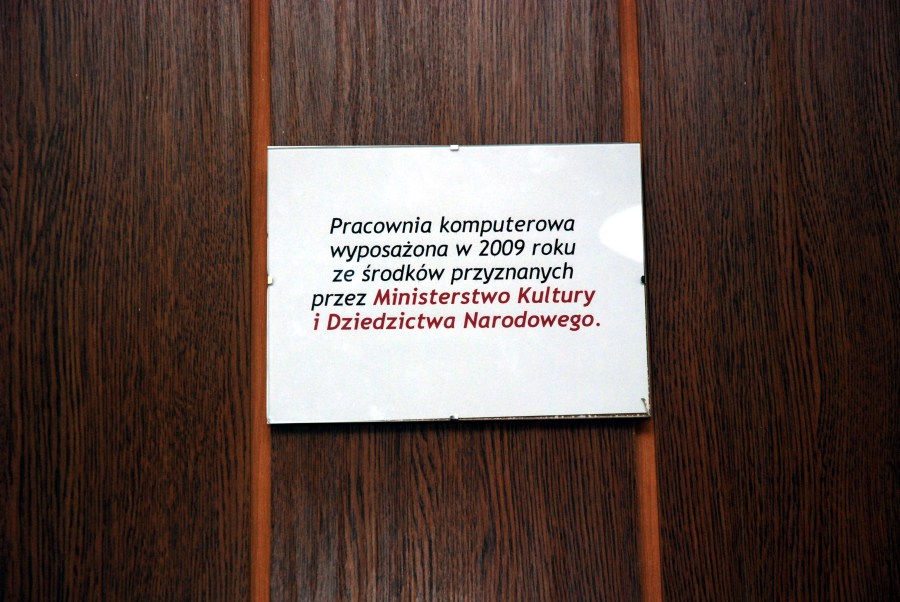 Pracownia komputerowa
wyposażona w 2009 roku
ze środków przyznanych
przez Ministerstwo Kultury
i Dziedzictwa Narodowego.